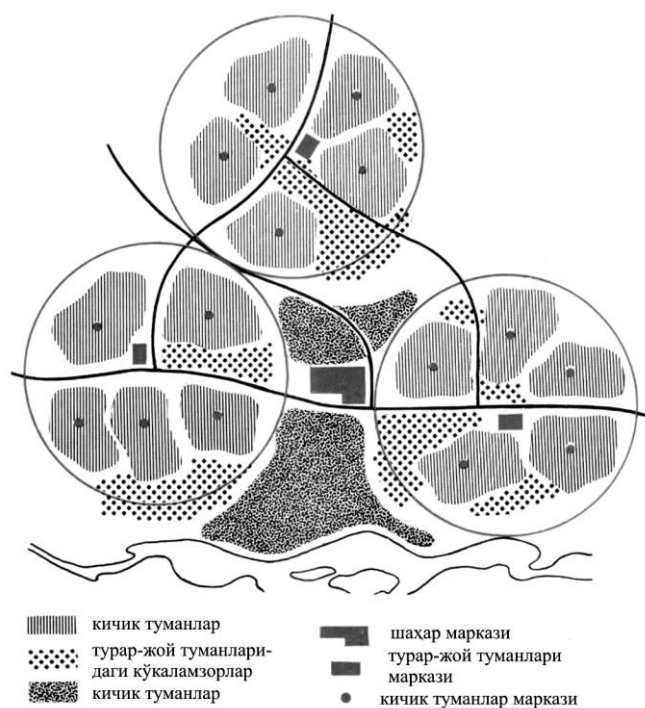 кичик туманлар
турар-жой туманлари-
даги кўкаламзорлар
кичик туманлар
шаҳар маркази
турар-жой туманлари
маркази
кичик туманлар маркази